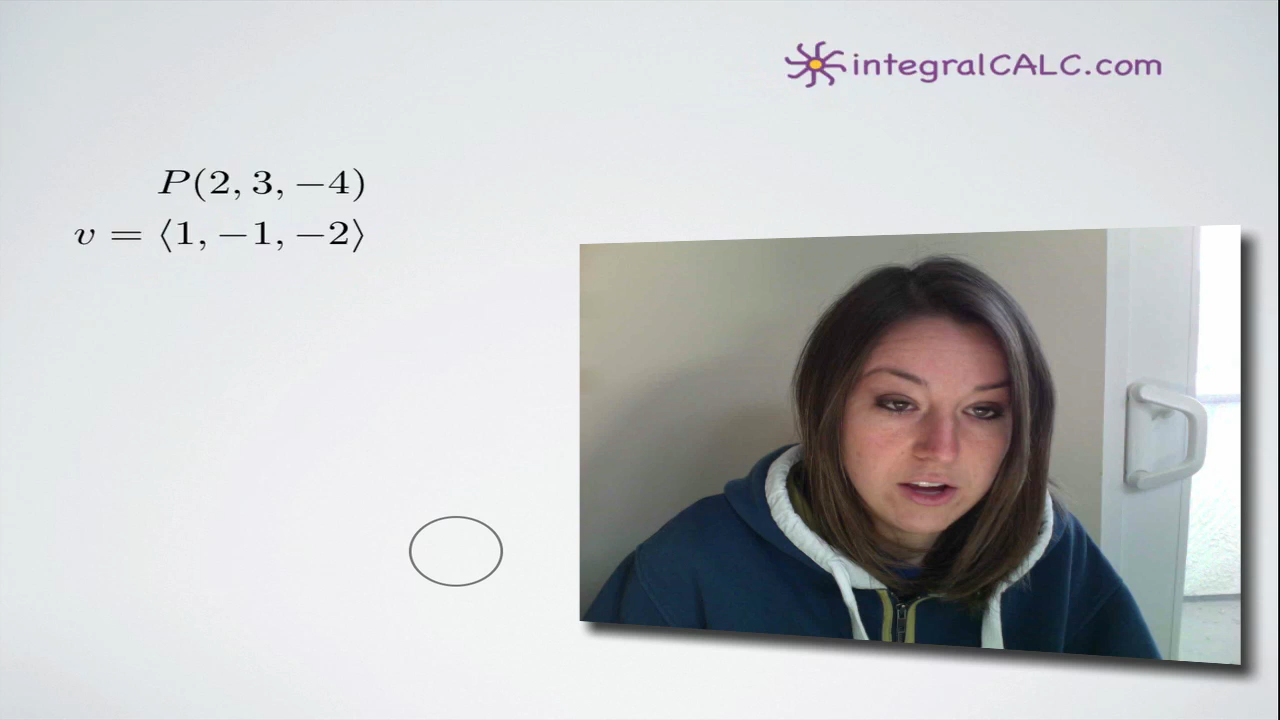 integralCALC.com
P(2, 3, −4)
v = ⟨1, −1, −2⟩